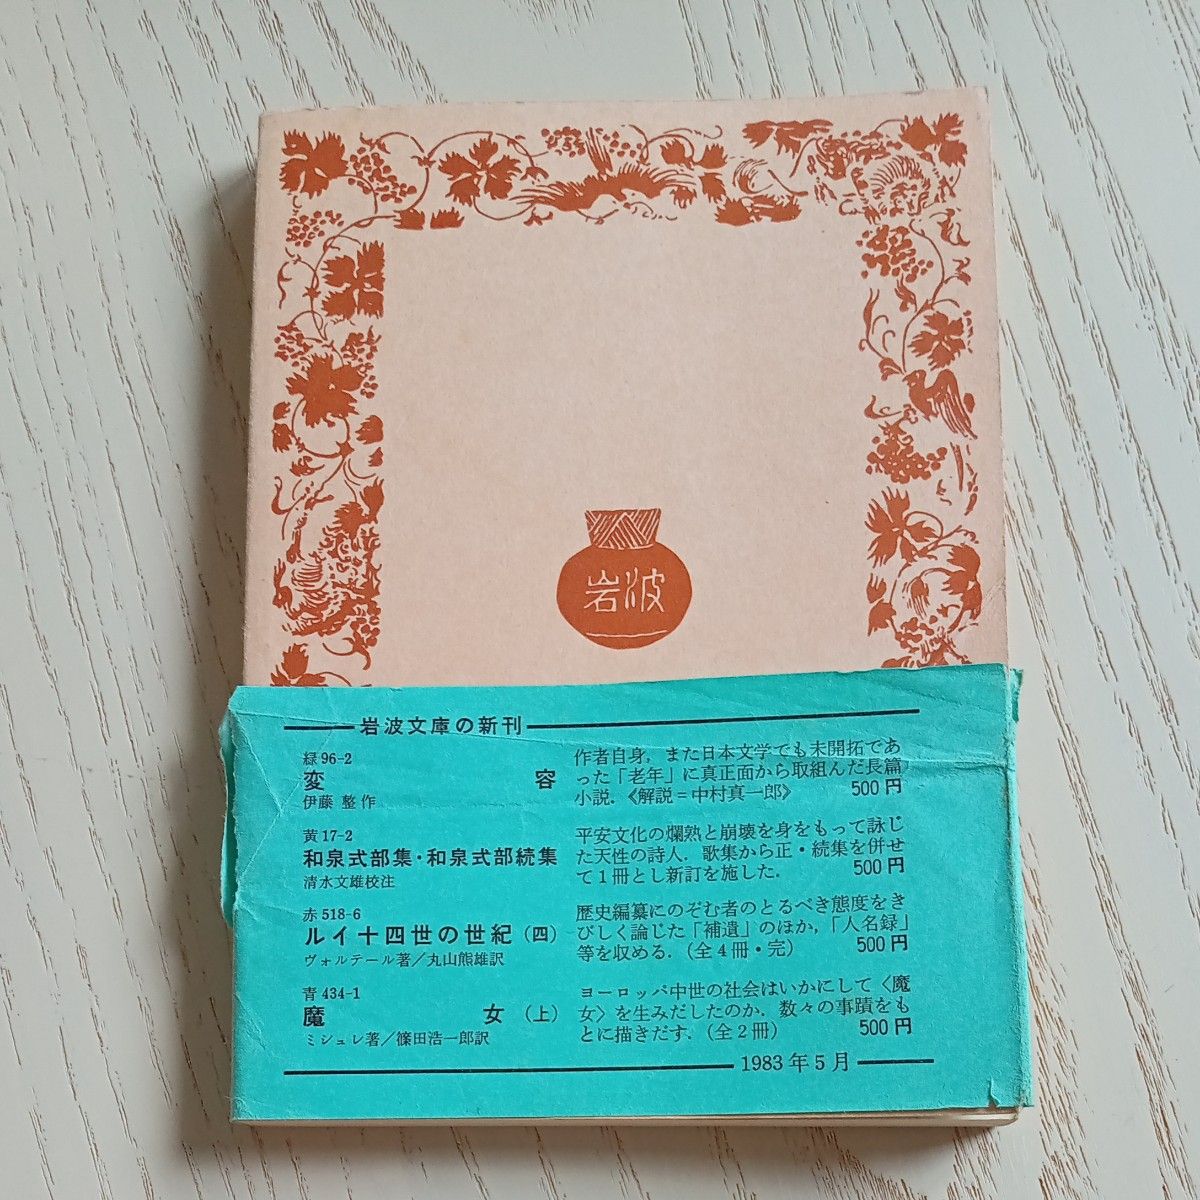 岩波
岩波文庫の新刊
緑 96-2
変容
伊藤 整作
作者自身，また日本文学でも未開拓であ
った「老年」に真正面から取組んだ長篇
小説．《解説＝中村真一郎》 500円
黄 17-2
和泉式部集・和泉式部続集
清水文雄校注
平安文化の爛熟と崩壊を身をもって詠じ
た天性の詩人．歌集から正・続集を併せ
て1冊とし新訂を施した． 500円
赤 518-6
ルイ十四世の世紀（四）
ヴォルテール著／丸山熊雄訳
歴史編纂にのぞむ者のとるべき態度をき
びしく論じた「補遺」のほか，「人名録」
等を収める．（全4冊・完） 500円
青 434-1
魔女（上）
ミシュレ著／篠田浩一郎訳
ヨーロッパ中世の社会はいかにして〈魔
女〉を生みだしたのか．数々の事蹟をも
とに描きだす．（全2冊） 500円
1983年5月